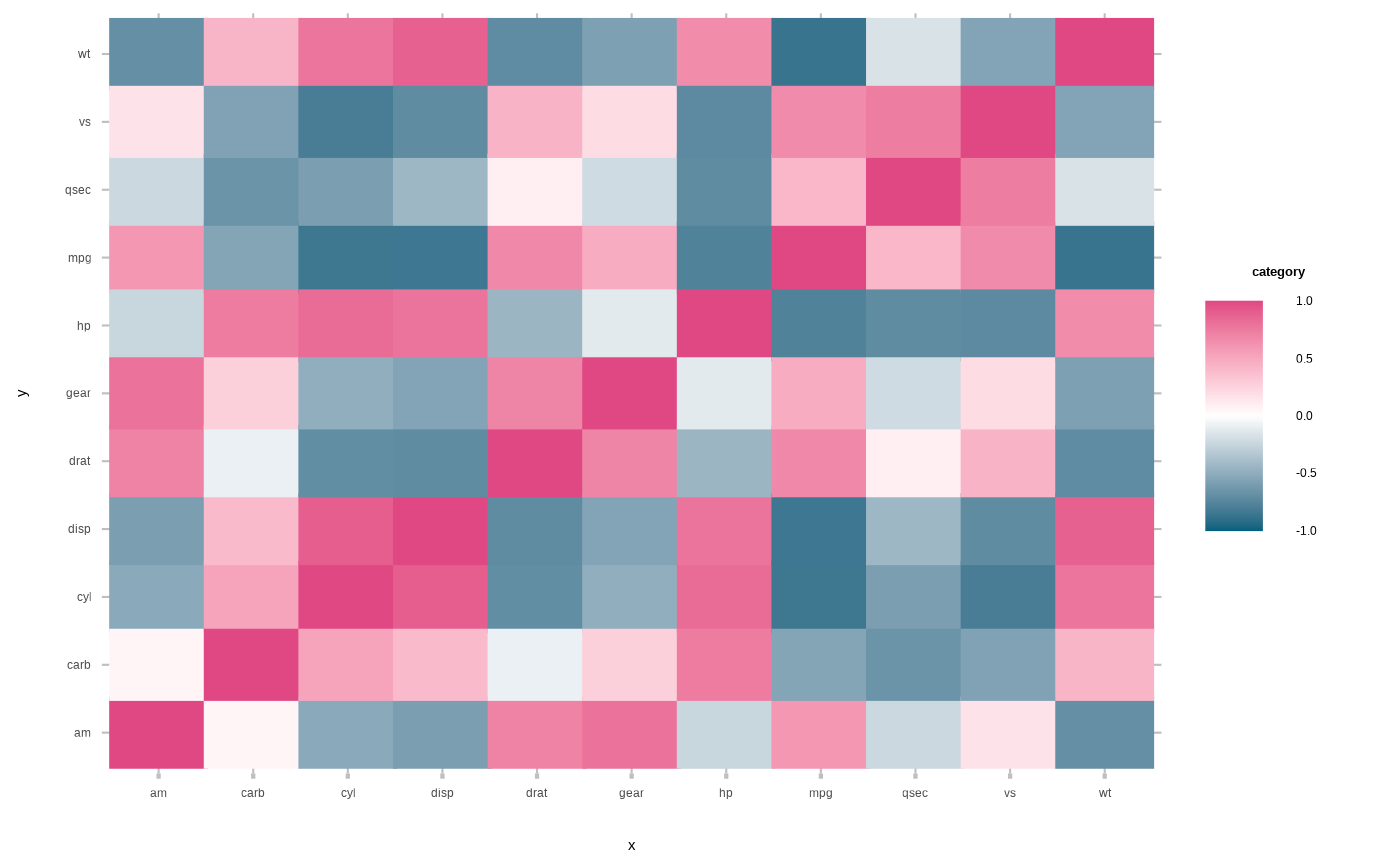 wt
vs
qsec
mpg
hp
gear
drat
disp
cyl
carb
am
y
am carb cyl disp drat gear hp mpg qsec vs wt
x
category
1.0
0.5
0.0
-0.5
-1.0